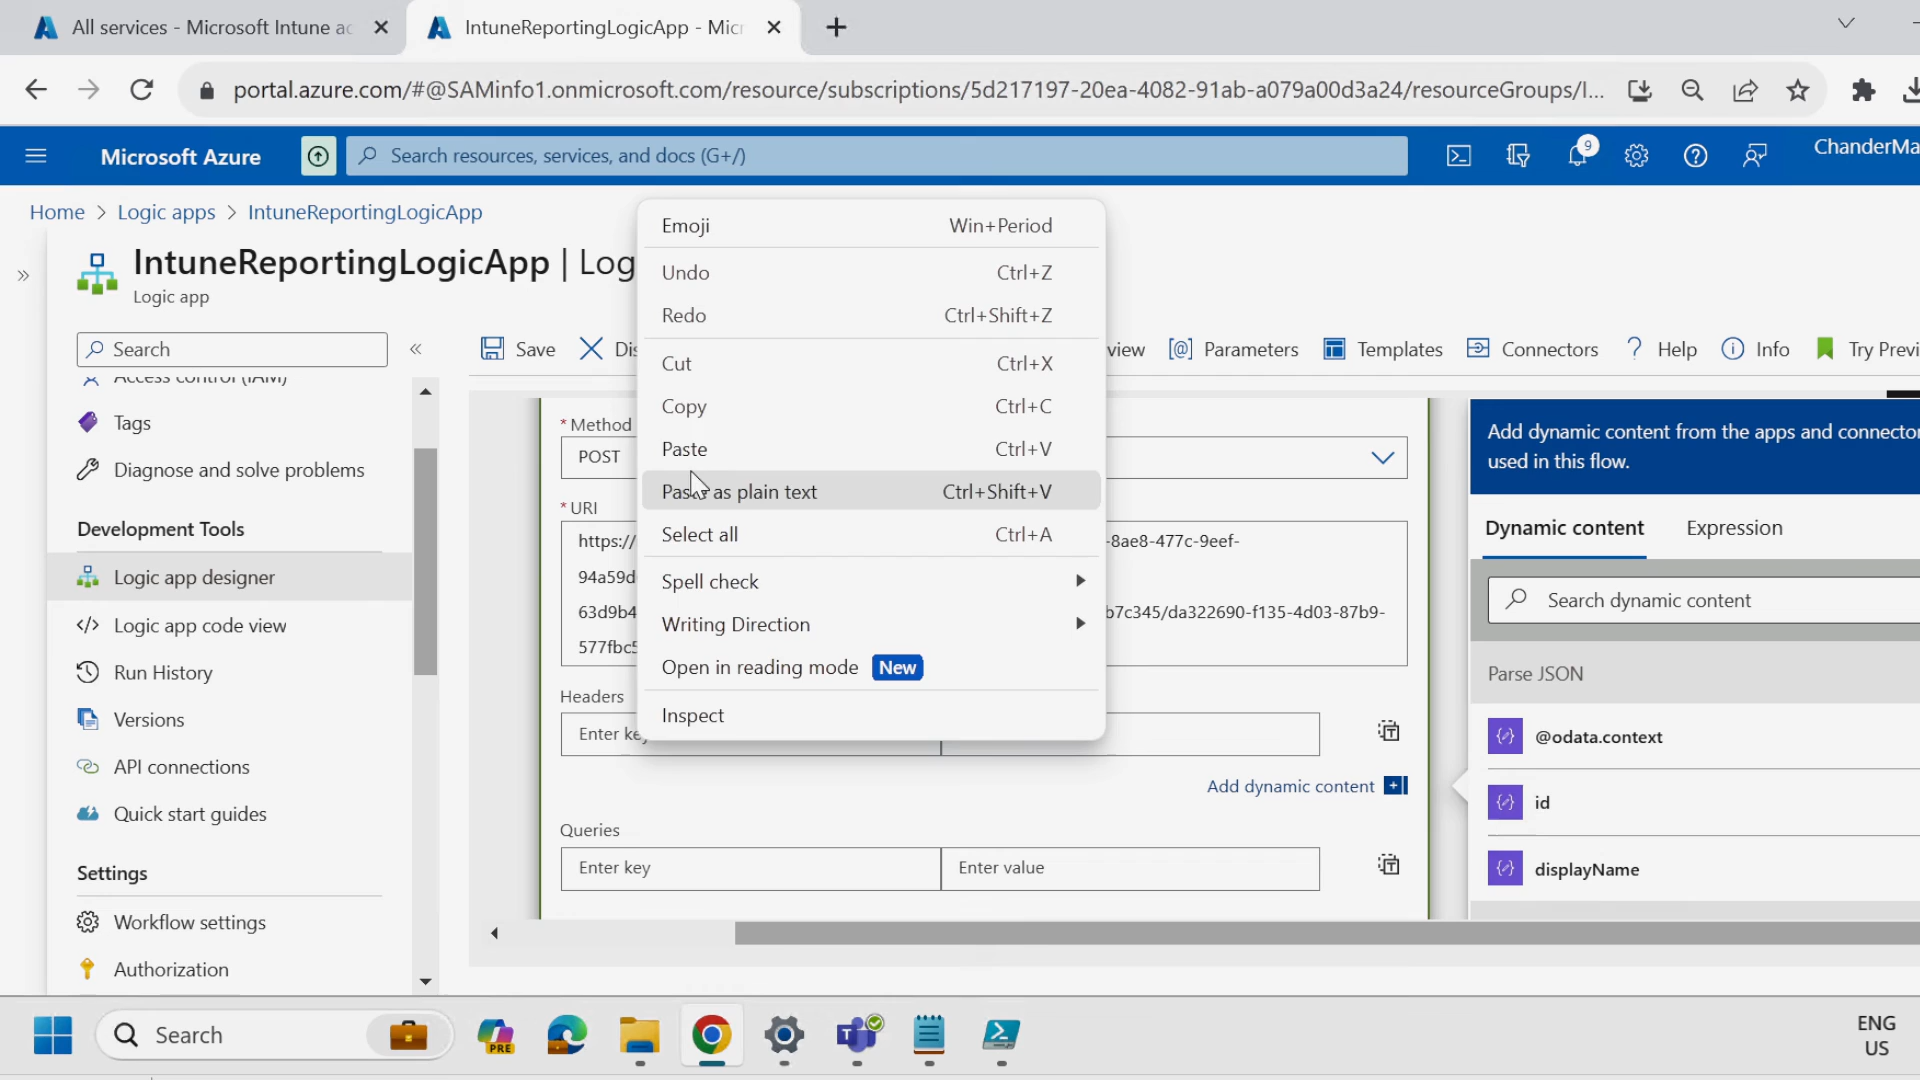 All services - Microsoft Intune ac
IntuneReportingLogicApp - Micr
portal.azure.com/#@SAMinfo1.onmicrosoft.com/resource/subscriptions/5d217197-20ea-4082-91ab-a079a00d3a24/resourceGroups/I...
Microsoft Azure
Search resources, services, and docs (G+/)
9
ChanderMa
Home > Logic apps > IntuneReportingLogicApp
IntuneReportingLogicApp | Log
Logic app
Search
Access control (IAM)
Tags
Diagnose and solve problems
Development Tools
Logic app designer
Logic app code view
Run History
Versions
API connections
Quick start guides
Settings
Workflow settings
Authorization
Save
Dis
view
Parameters
Templates
Connectors
Help
Info
Try Previ
Emoji Win+Period
Undo Ctrl+Z
Redo Ctrl+Shift+Z
Cut Ctrl+X
Copy Ctrl+C
Paste Ctrl+V
Paste as plain text Ctrl+Shift+V
Select all Ctrl+A
Spell check
Writing Direction
Open in reading mode New
Inspect
* Method
POST
* URI
https:// -8ae8-477c-9eef-
94a59d
63d9b4 b7c345/da322690-f135-4d03-87b9-
577fbc5
Headers
Enter key
Add dynamic content
Queries
Enter key
Enter value
Add dynamic content from the apps and connector
used in this flow.
Dynamic content
Expression
Search dynamic content
Parse JSON
@odata.context
id
displayName
Search
PRE
ENG
US